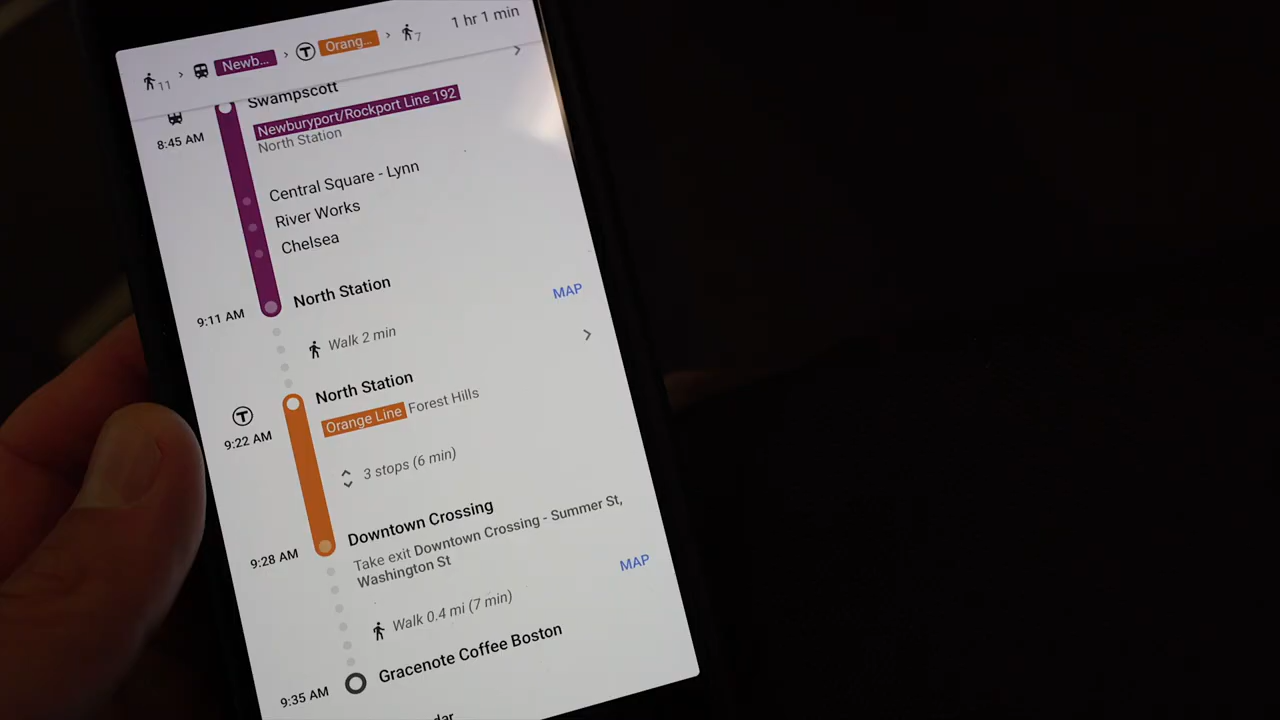 11 > Newb... > T Orang... > 7 1 hr 1 min
Swampscott
8:45 AM
Newburyport/Rockport Line 192
North Station
Central Square - Lynn
River Works
Chelsea
9:11 AM North Station
MAP
Walk 2 min
North Station
T
9:22 AM
Orange Line Forest Hills
3 stops (6 min)
9:28 AM Downtown Crossing
Take exit Downtown Crossing - Summer St,
Washington St
MAP
Walk 0.4 mi (7 min)
9:35 AM Gracenote Coffee Boston